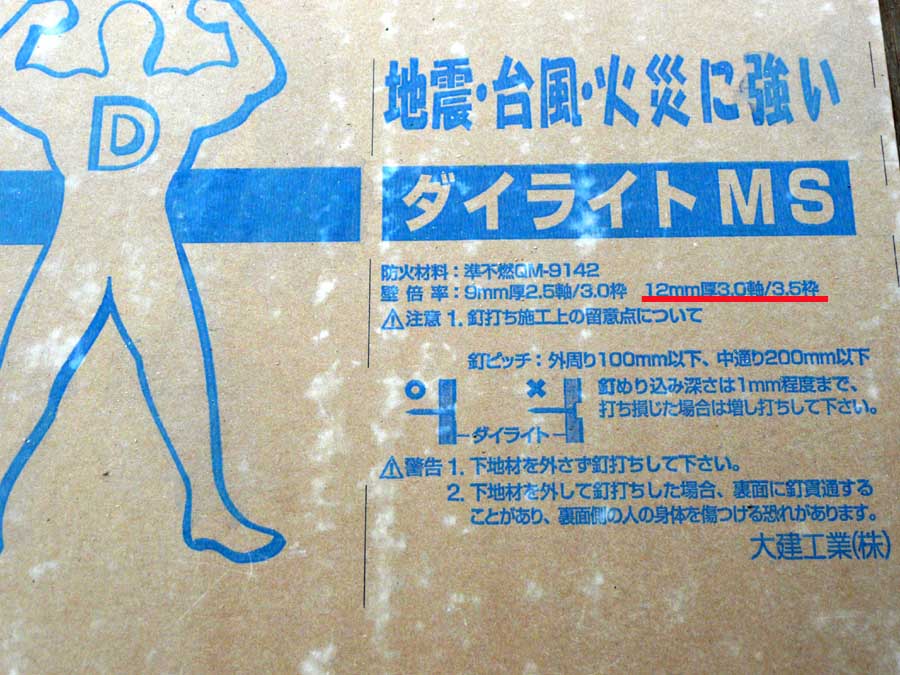 D
地震・台風・火災に強い
ダイライトMS
防火材料：準不燃QM-9142
壁倍率：9mm厚2.5軸/3.0枠 12mm厚3.0軸/3.5枠
⚠注意 1. 釘打ち施工上の留意点について
釘ピッチ：外周り100mm以下、中通り200mm以下
釘めり込み深さは1mm程度まで、
打ち損じた場合は増し打ちして下さい。
ダイライト
⚠警告 1. 下地材を外さず釘打ちして下さい。
2. 下地材を外して釘打ちした場合、裏面に釘貫通する
ことがあり、裏面側の人の身体を傷つける恐れがあります。
大建工業(株)